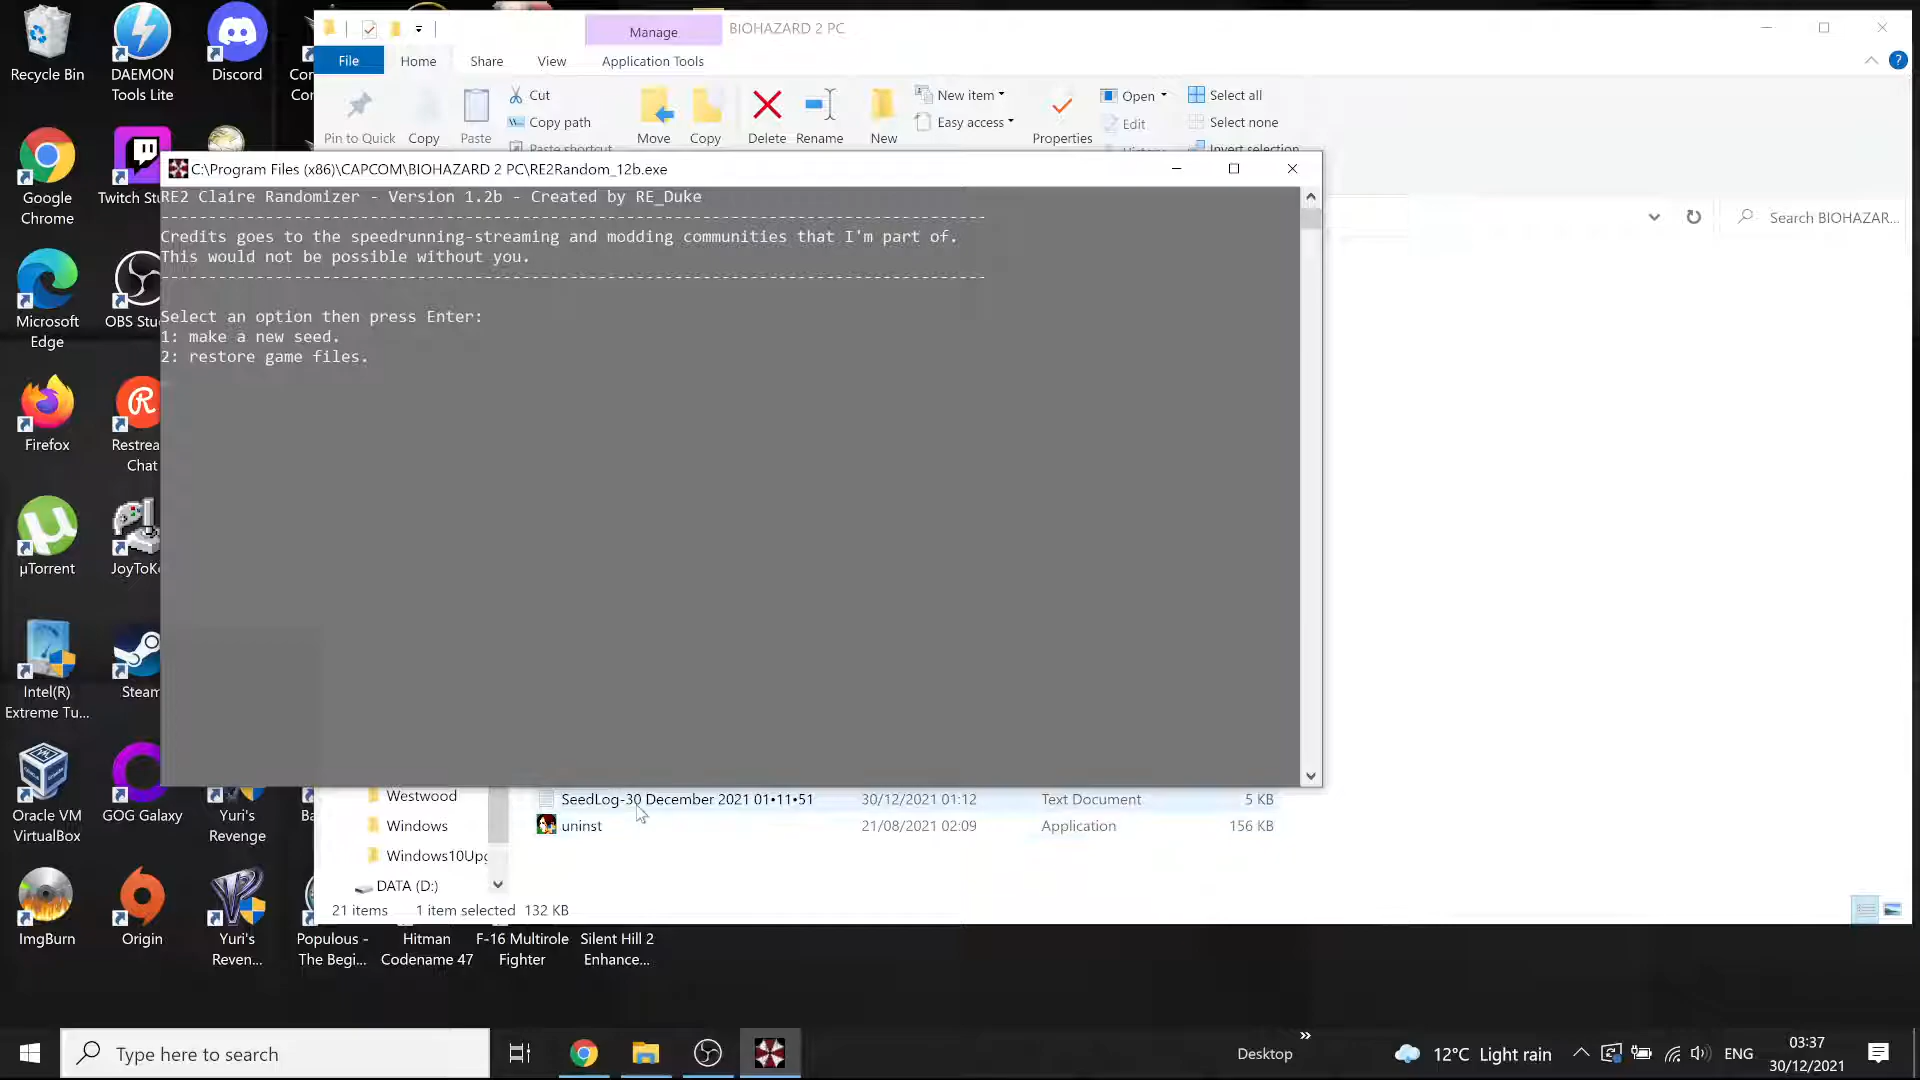 Recycle Bin
DAEMON
Tools Lite
Discord
Manage
BIOHAZARD 2 PC
File
Home
Share
View
Application Tools
Pin to Quick
Copy
Paste
Cut
Copy path
Paste shortcut
Move
Copy
Delete
Rename
New
New item
Easy access
Properties
Open
Edit
History
Select all
Select none
Invert selection
Search BIOHAZAR...
C:\Program Files (x86)\CAPCOM\BIOHAZARD 2 PC\RE2Random_12b.exe
RE2 Claire Randomizer - Version 1.2b - Created by RE_Duke
Credits goes to the speedrunning-streaming and modding communities that I'm part of.
This would not be possible without you.
Select an option then press Enter:
1: make a new seed.
2: restore game files.
Google
Chrome
Twitch Stu
Microsoft
Edge
OBS Stu
Firefox
Restrea
Chat
µTorrent
JoyToKe
Intel(R)
Extreme Tu...
Steam
Oracle VM
VirtualBox
GOG Galaxy
Yuri's
Revenge
ImgBurn
Origin
Yuri's
Reven...
Populous -
The Begi...
Hitman
Codename 47
F-16 Multirole
Fighter
Silent Hill 2
Enhance...
Westwood
Windows
Windows10Upg
DATA (D:)
SeedLog-30 December 2021 01•11•51
30/12/2021 01:12
Text Document
5 KB
uninst
21/08/2021 02:09
Application
156 KB
21 items
1 item selected
132 KB
Type here to search
Desktop
12°C Light rain
ENG
03:37
30/12/2021